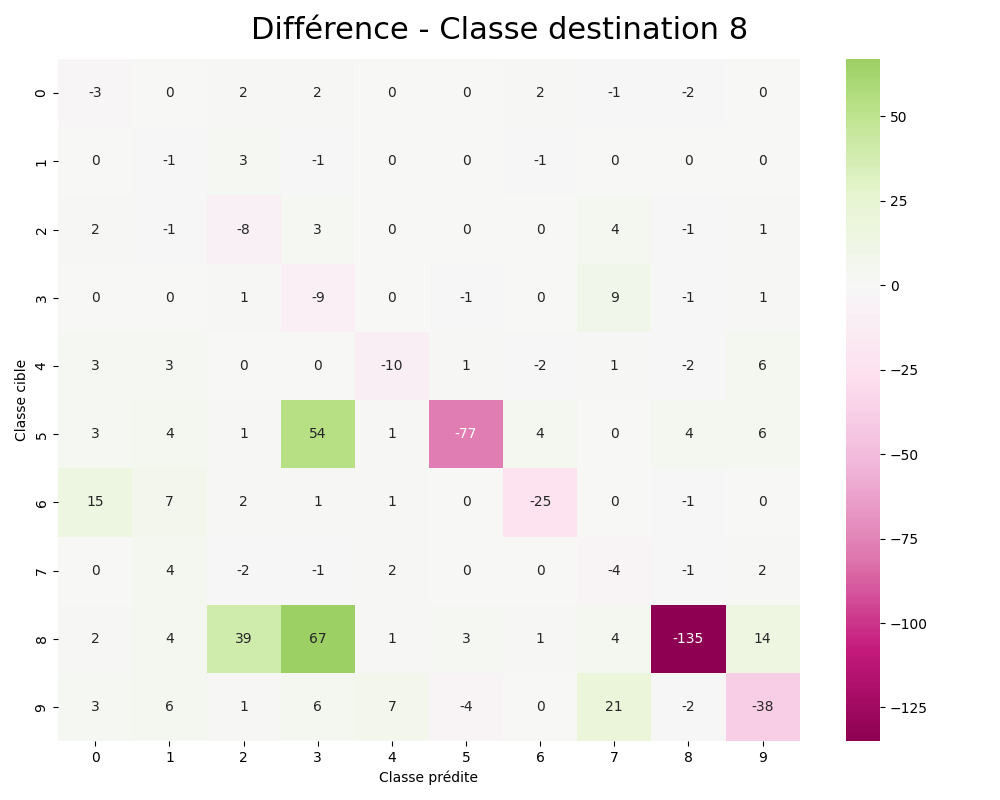 Différence - Classe destination 8
0 -3 0 2 2 0 0 2 -1 -2 0
1 0 -1 3 -1 0 0 -1 0 0 0
2 2 -1 -8 3 0 0 0 4 -1 1
3 0 0 1 -9 0 -1 0 9 -1 1
4 3 3 0 0 -10 1 -2 1 -2 6
5 3 4 1 54 1 -77 4 0 4 6
6 15 7 2 1 1 0 -25 0 -1 0
7 0 4 -2 -1 2 0 0 -4 -1 2
8 2 4 39 67 1 3 1 4 -135 14
9 3 6 1 6 7 -4 0 21 -2 -38
0 1 2 3 4 5 6 7 8 9
Classe cible
Classe prédite
50
25
0
−25
−50
−75
−100
−125